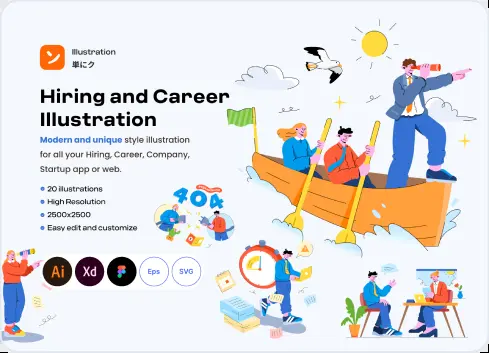 Illustration
単にク
Hiring and Career
Illustration
Modern and unique style illustration
for all your Hiring, Career, Company,
Startup app or web.
20 illustrations
High Resolution
2500x2500
Easy edit and customize
404
Ai
Xd
Eps
SVG